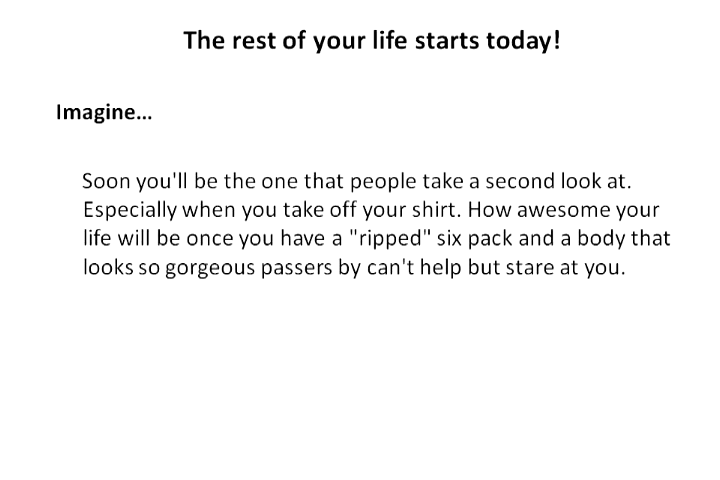 The rest of your life starts today!
Imagine...
Soon you'll be the one that people take a second look at.
Especially when you take off your shirt. How awesome your
life will be once you have a "ripped" six pack and a body that
looks so gorgeous passers by can't help but stare at you.